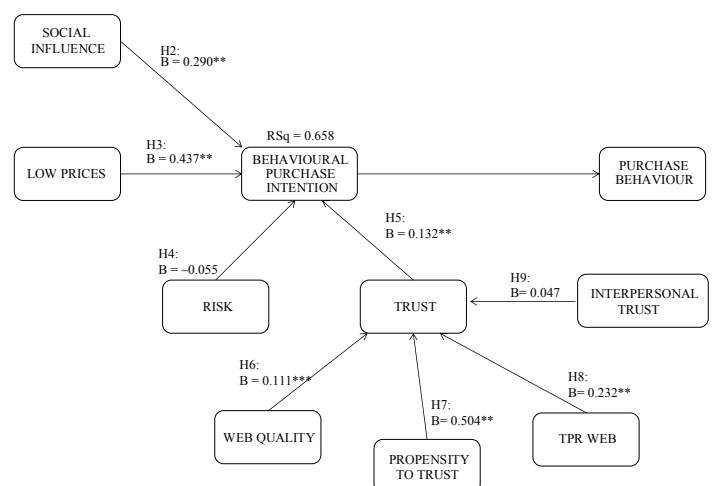 SOCIAL
INFLUENCE
H2:
B = 0.290**
LOW PRICES
H3:
B = 0.437**
RSq = 0.658
BEHAVIOURAL
PURCHASE
INTENTION
PURCHASE
BEHAVIOUR
H4:
B = –0.055
H5:
B = 0.132**
RISK
TRUST
H9:
B= 0.047
INTERPERSONAL
TRUST
H6:
B = 0.111***
H7:
B= 0.504**
H8:
B = 0.232**
WEB QUALITY
PROPENSITY
TO TRUST
TPR WEB